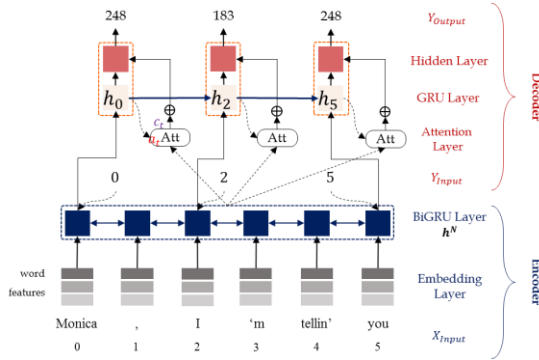 248 183 248 Y_Output
Hidden Layer
h_0 h_2 h_5 GRU Layer
c_t ⊕ ⊕ ⊕
a_t Att Att Att Attention Layer
0 2 5 Y_Input
Decoder
BiGRU Layer
h^N
word
features
Embedding Layer
Encoder
Monica , I 'm tellin' you X_Input
0 1 2 3 4 5